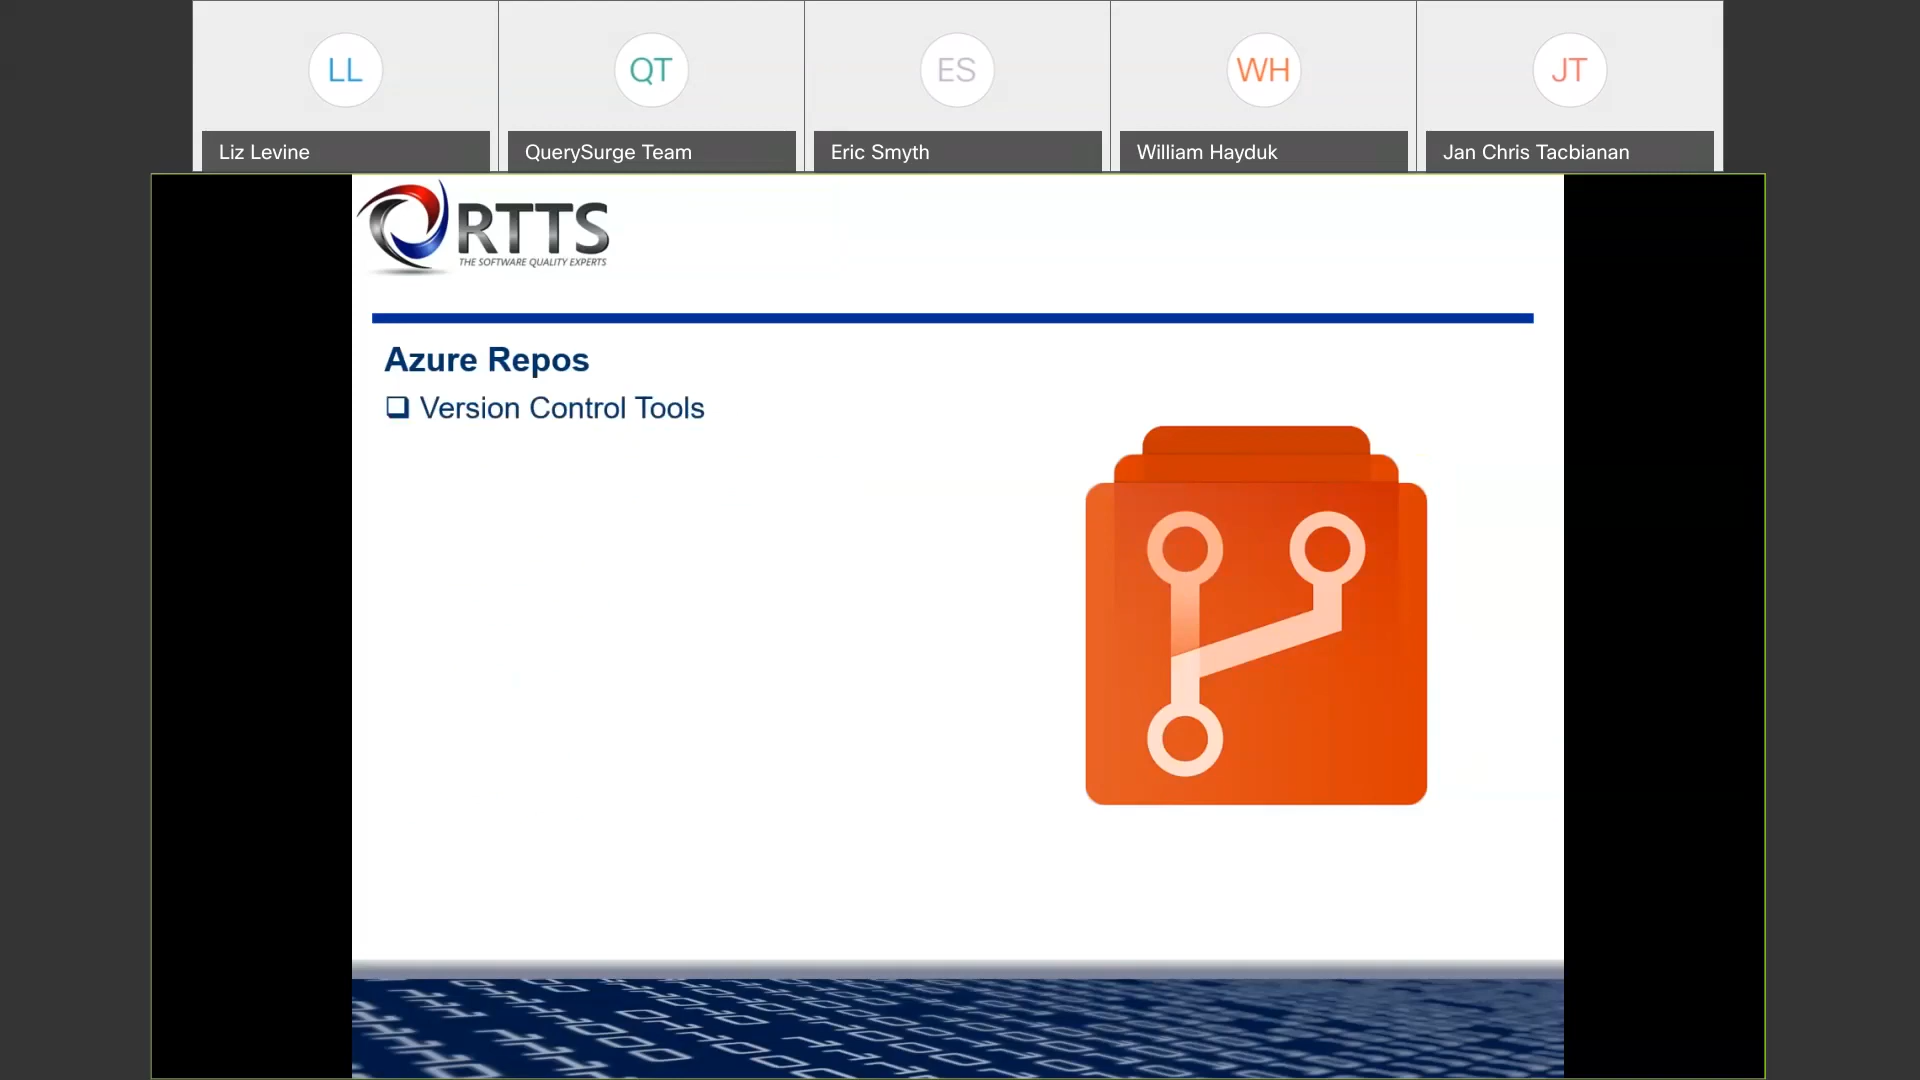 LL
QT
ES
WH
JT
Liz Levine
QuerySurge Team
Eric Smyth
William Hayduk
Jan Chris Tacbianan
RTTS
THE SOFTWARE QUALITY EXPERTS
Azure Repos
❑ Version Control Tools